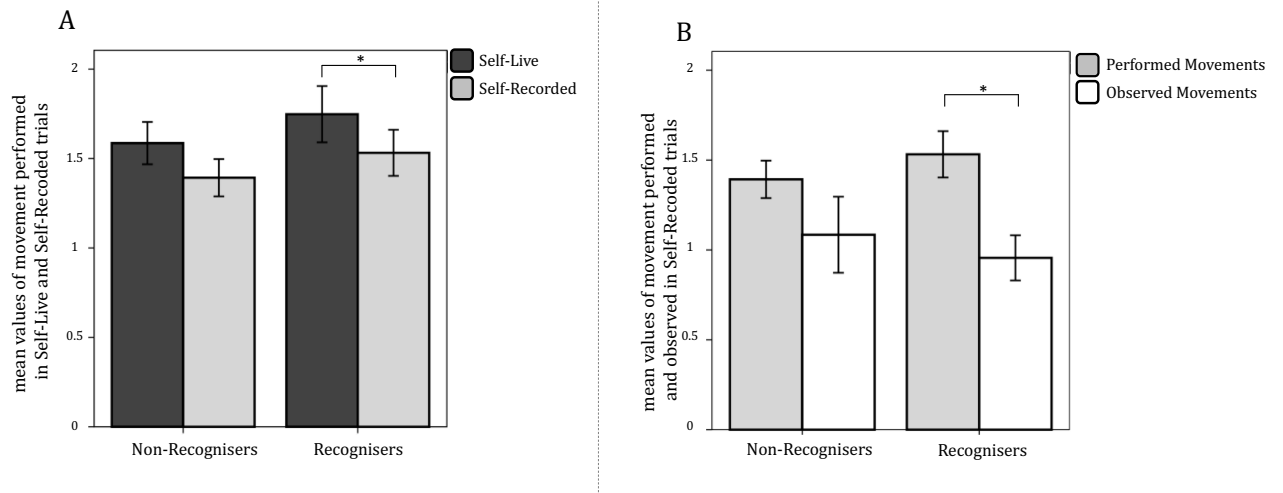 A
mean values of movement performed
in Self-Live and Self-Recoded trials
2
1.5
1
0.5
0
*
Self-Live
Self-Recorded
Non-Recognisers
Recognisers
B
mean values of movement performed
and observed in Self-Recoded trials
2
1.5
1
0.5
0
*
Performed Movements
Observed Movements
Non-Recognisers
Recognisers